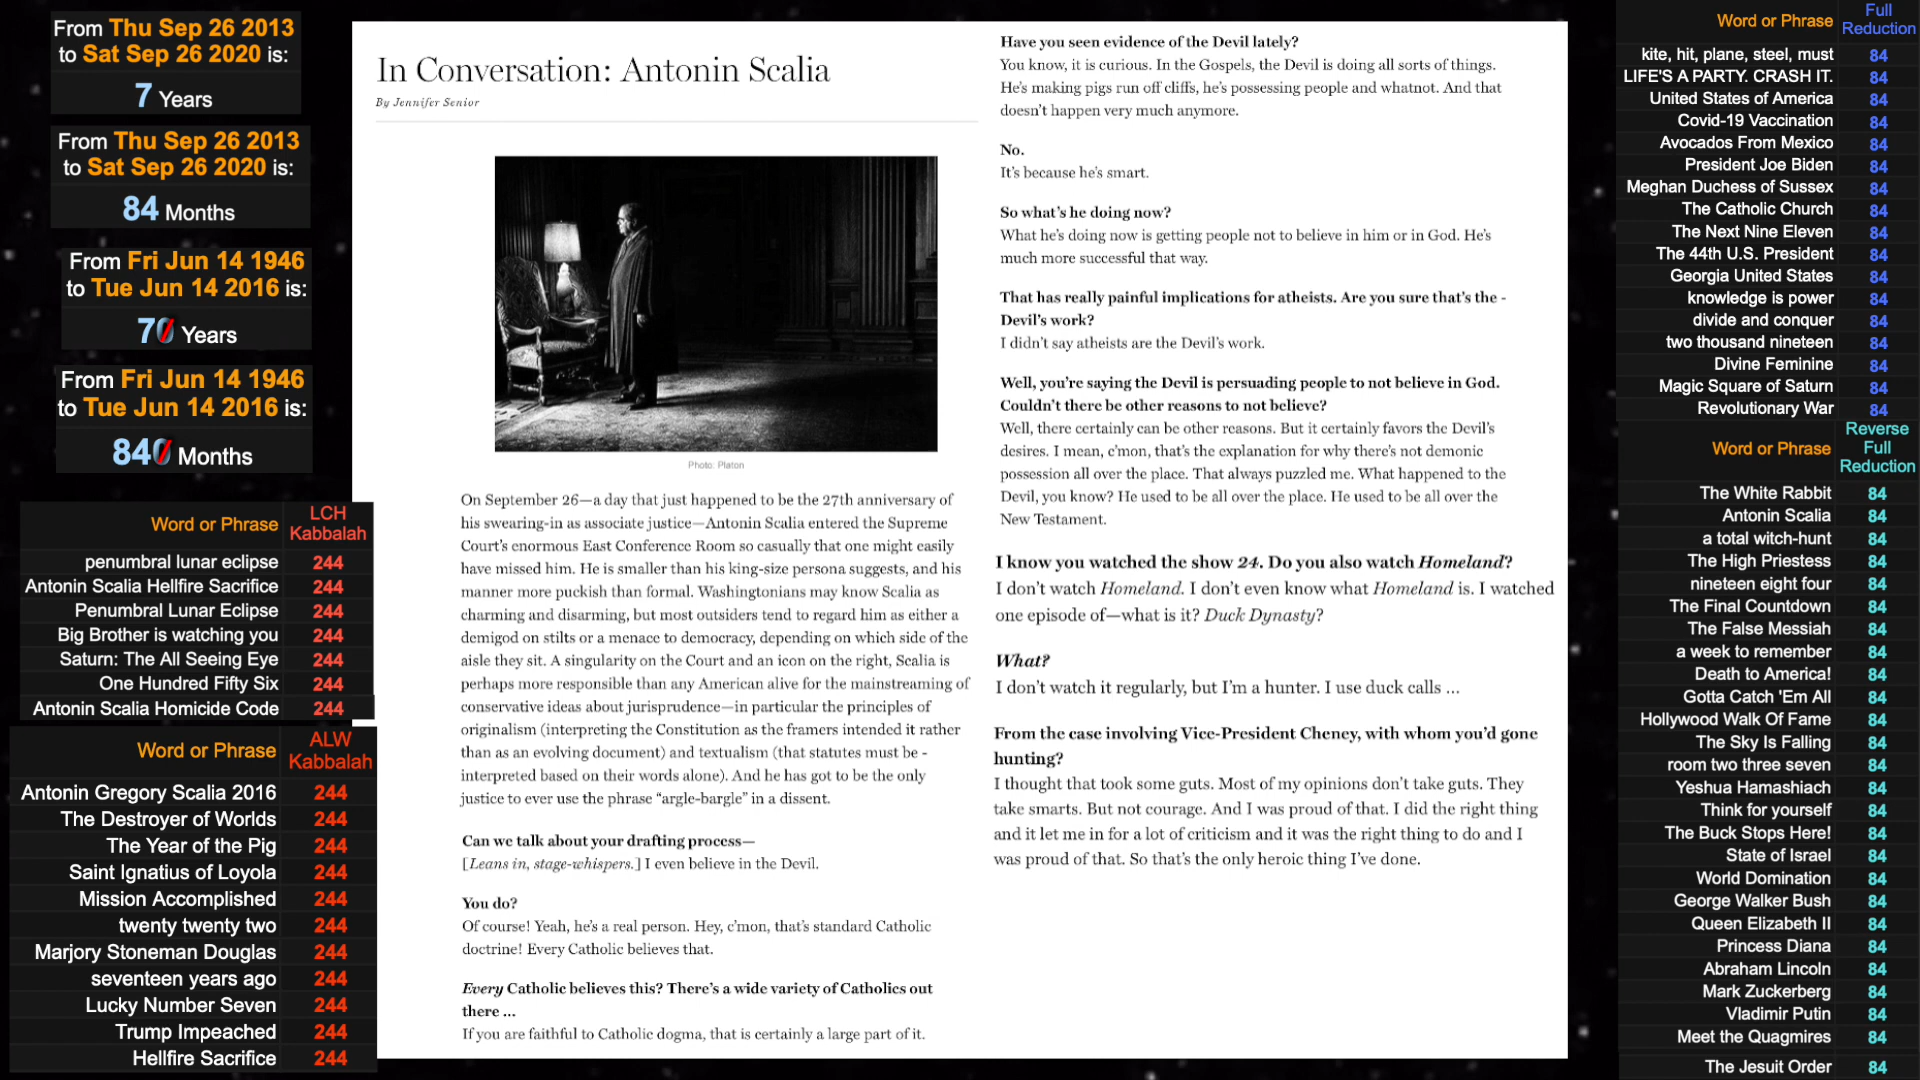 From Thu Sep 26 2013
to Sat Sep 26 2020 is:
7 Years
From Thu Sep 26 2013
to Sat Sep 26 2020 is:
84 Months
From Fri Jun 14 1946
to Tue Jun 14 2016 is:
70 Years
From Fri Jun 14 1946
to Tue Jun 14 2016 is:
840 Months
Word or Phrase LCH Kabbalah
penumbral lunar eclipse 244
Antonin Scalia Hellfire Sacrifice 244
Penumbral Lunar Eclipse 244
Big Brother is watching you 244
Saturn: The All Seeing Eye 244
One Hundred Fifty Six 244
Antonin Scalia Homicide Code 244
Word or Phrase ALW Kabbalah
Antonin Gregory Scalia 2016 244
The Destroyer of Worlds 244
The Year of the Pig 244
Saint Ignatius of Loyola 244
Mission Accomplished 244
twenty twenty two 244
Marjory Stoneman Douglas 244
seventeen years ago 244
Lucky Number Seven 244
Trump Impeached 244
Hellfire Sacrifice 244
In Conversation: Antonin Scalia
By Jennifer Senior
Photo: Platon
On September 26—a day that just happened to be the 27th anniversary of
his swearing-in as associate justice—Antonin Scalia entered the Supreme
Court's enormous East Conference Room so casually that one might easily
have missed him. He is smaller than his king-size persona suggests, and his
manner more puckish than formal. Washingtonians may know Scalia as
charming and disarming, but most outsiders tend to regard him as either a
demigod on stilts or a menace to democracy, depending on which side of the
aisle they sit. A singularity on the Court and an icon on the right, Scalia is
perhaps more responsible than any American alive for the mainstreaming of
conservative ideas about jurisprudence—in particular the principles of
originalism (interpreting the Constitution as the framers intended it rather
than as an evolving document) and textualism (that statutes must be -
interpreted based on their words alone). And he has got to be the only
justice to ever use the phrase “argle-bargle” in a dissent.
Can we talk about your drafting process—
[Leans in, stage-whispers.] I even believe in the Devil.
You do?
Of course! Yeah, he's a real person. Hey, c'mon, that's standard Catholic
doctrine! Every Catholic believes that.
Every Catholic believes this? There's a wide variety of Catholics out
there ...
If you are faithful to Catholic dogma, that is certainly a large part of it.
Have you seen evidence of the Devil lately?
You know, it is curious. In the Gospels, the Devil is doing all sorts of things.
He's making pigs run off cliffs, he's possessing people and whatnot. And that
doesn't happen very much anymore.
No.
It's because he's smart.
So what's he doing now?
What he's doing now is getting people not to believe in him or in God. He's
much more successful that way.
That has really painful implications for atheists. Are you sure that's the -
Devil's work?
I didn't say atheists are the Devil's work.
Well, you're saying the Devil is persuading people to not believe in God.
Couldn't there be other reasons to not believe?
Well, there certainly can be other reasons. But it certainly favors the Devil's
desires. I mean, c'mon, that's the explanation for why there's not demonic
possession all over the place. That always puzzled me. What happened to the
Devil, you know? He used to be all over the place. He used to be all over the
New Testament.
I know you watched the show 24. Do you also watch Homeland?
I don't watch Homeland. I don't even know what Homeland is. I watched
one episode of—what is it? Duck Dynasty?
What?
I don't watch it regularly, but I'm a hunter. I use duck calls ...
From the case involving Vice-President Cheney, with whom you'd gone
hunting?
I thought that took some guts. Most of my opinions don't take guts. They
take smarts. But not courage. And I was proud of that. I did the right thing
and it let me in for a lot of criticism and it was the right thing to do and I
was proud of that. So that's the only heroic thing I've done.
Word or Phrase Full Reduction
kite, hit, plane, steel, must 84
LIFE'S A PARTY. CRASH IT. 84
United States of America 84
Covid-19 Vaccination 84
Avocados From Mexico 84
President Joe Biden 84
Meghan Duchess of Sussex 84
The Catholic Church 84
The Next Nine Eleven 84
The 44th U.S. President 84
Georgia United States 84
knowledge is power 84
divide and conquer 84
two thousand nineteen 84
Divine Feminine 84
Magic Square of Saturn 84
Revolutionary War 84
Word or Phrase Reverse Full Reduction
The White Rabbit 84
Antonin Scalia 84
a total witch-hunt 84
The High Priestess 84
nineteen eight four 84
The Final Countdown 84
The False Messiah 84
a week to remember 84
Death to America! 84
Gotta Catch 'Em All 84
Hollywood Walk Of Fame 84
The Sky Is Falling 84
room two three seven 84
Yeshua Hamashiach 84
Think for yourself 84
The Buck Stops Here! 84
State of Israel 84
World Domination 84
George Walker Bush 84
Queen Elizabeth II 84
Princess Diana 84
Abraham Lincoln 84
Mark Zuckerberg 84
Vladimir Putin 84
Meet the Quagmires 84
The Jesuit Order 84